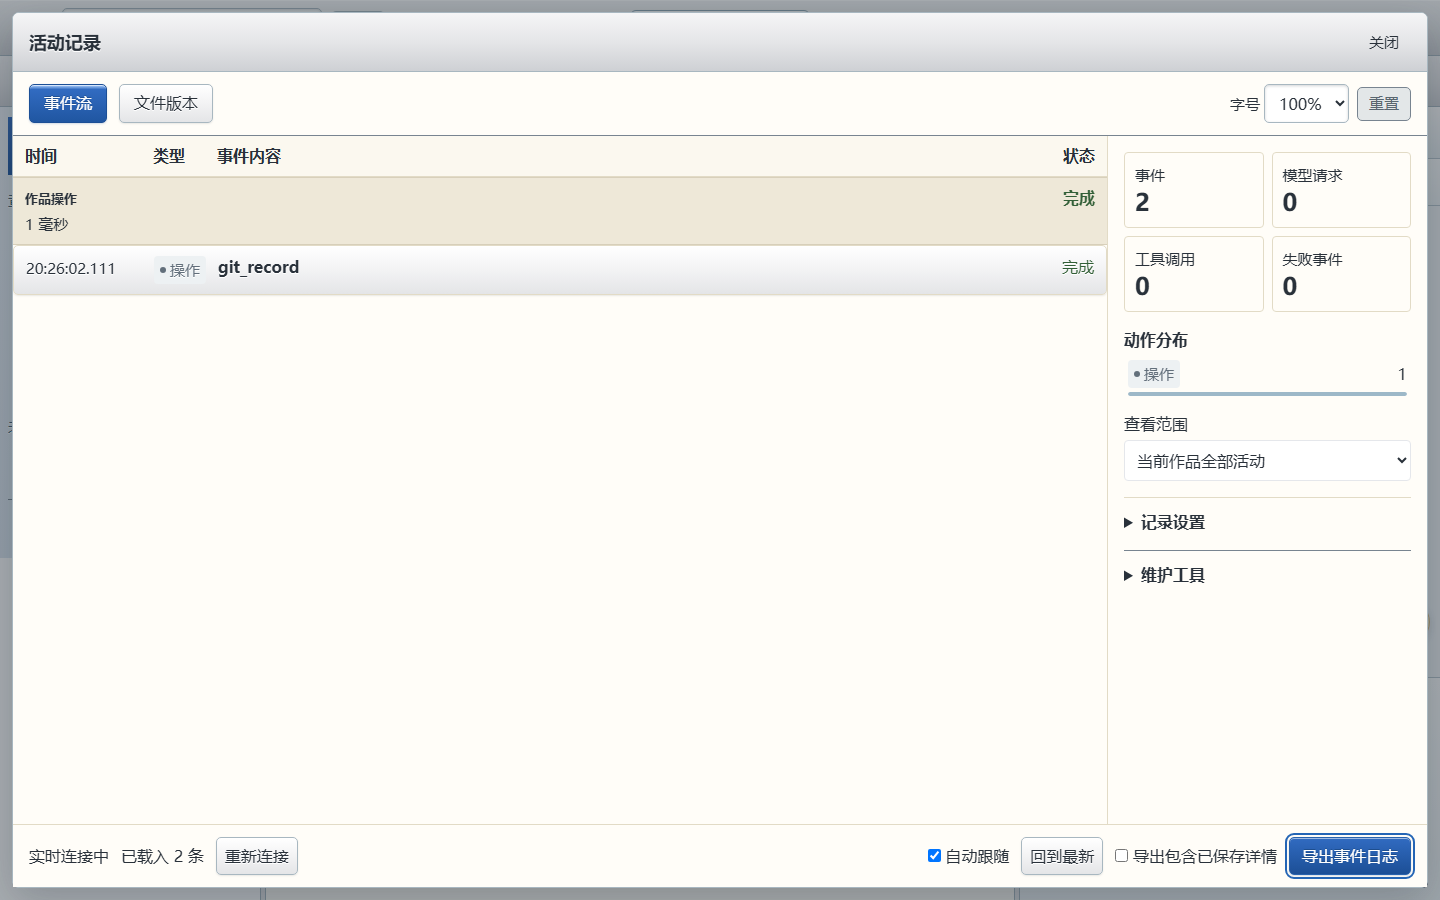 活动记录
关闭
事件流
文件版本
字号
100%
重置
时间 类型 事件内容 状态
作品操作 完成
1 毫秒
20:26:02.111 操作 git_record 完成
事件
2
模型请求
0
工具调用
0
失败事件
0
动作分布
操作 1
查看范围
当前作品全部活动
记录设置
维护工具
实时连接中 已载入 2 条 重新连接 自动跟随 回到最新 导出包含已保存详情 导出事件日志